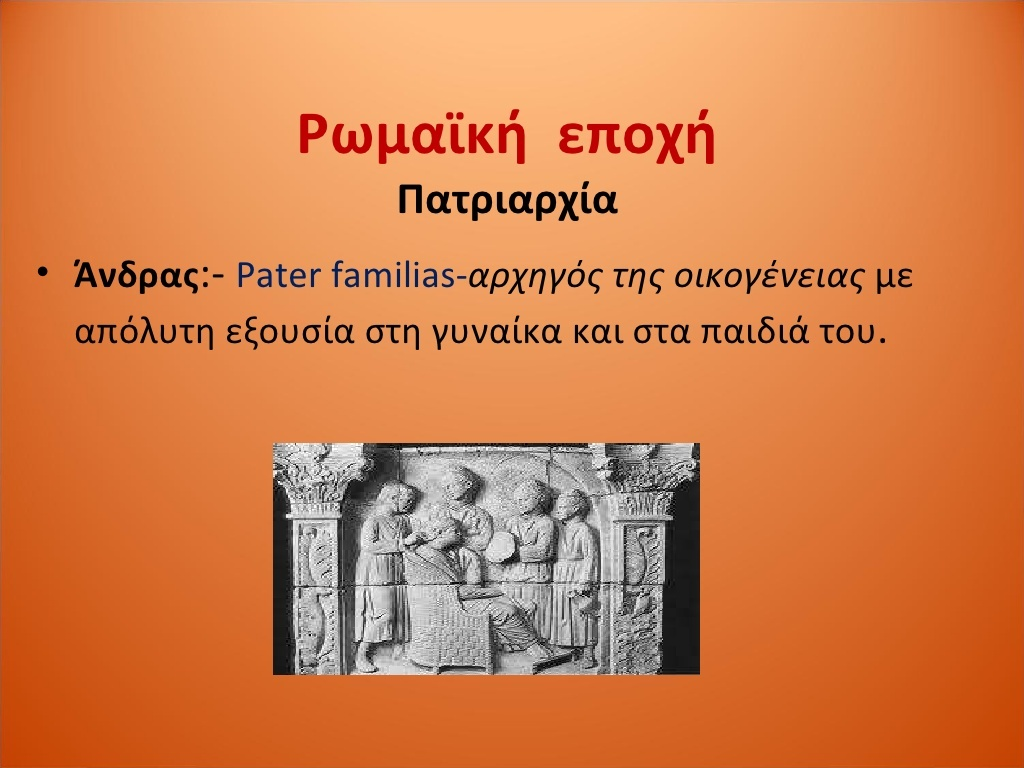 Ρωμαϊκή εποχή
Πατριαρχία
• Άνδρας:- Pater familias-αρχηγός της οικογένειας με
απόλυτη εξουσία στη γυναίκα και στα παιδιά του.